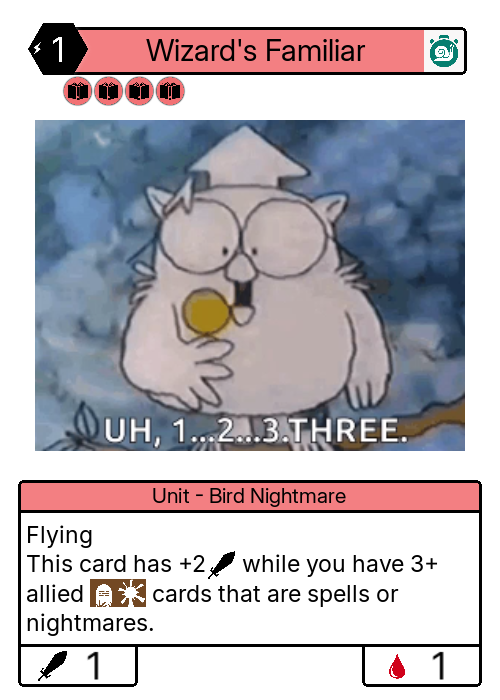 1 Wizard's Familiar
UH, 1...2...3.THREE.
Unit - Bird Nightmare
Flying
This card has +2 while you have 3+
allied cards that are spells or
nightmares.
1 1